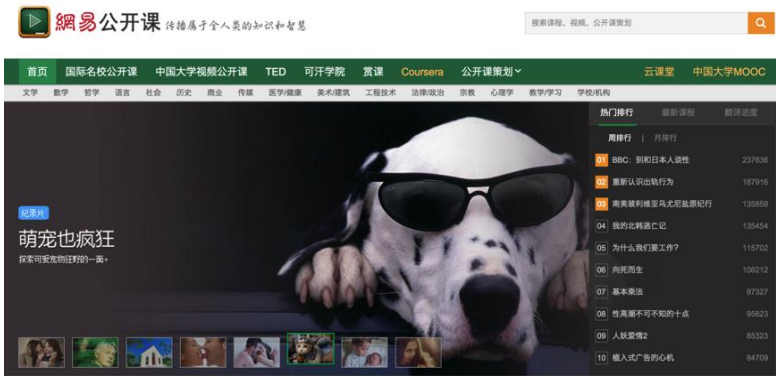 網易公开课 传播属于全人类的知识和智慧
搜索课程、视频、公开课策划
首页 国际名校公开课 中国大学视频公开课 TED 可汗学院 赏课 Coursera 公开课策划 云课堂 中国大学MOOC
文学 数学 哲学 语言 社会 历史 商业 传媒 医学/健康 美术/建筑 工程技术 法律/政治 宗教 心理学 教学/学习 学校/机构
热门排行 最新课程 翻译进度
周排行 | 月排行
01 BBC：别和日本人谈性 237636
02 重新认识出轨行为 187916
03 南美玻利维亚乌尤尼盐原纪行 135859
04 我的北韩逃亡记 135454
05 为什么我们要工作? 115702
06 向死而生 106212
07 基本乘法 97327
08 性高潮不可不知的十点 95623
09 人妖爱情2 85323
10 植入式广告的心机 84709
纪录片
萌宠也疯狂
探索可爱宠物狂野的一面。